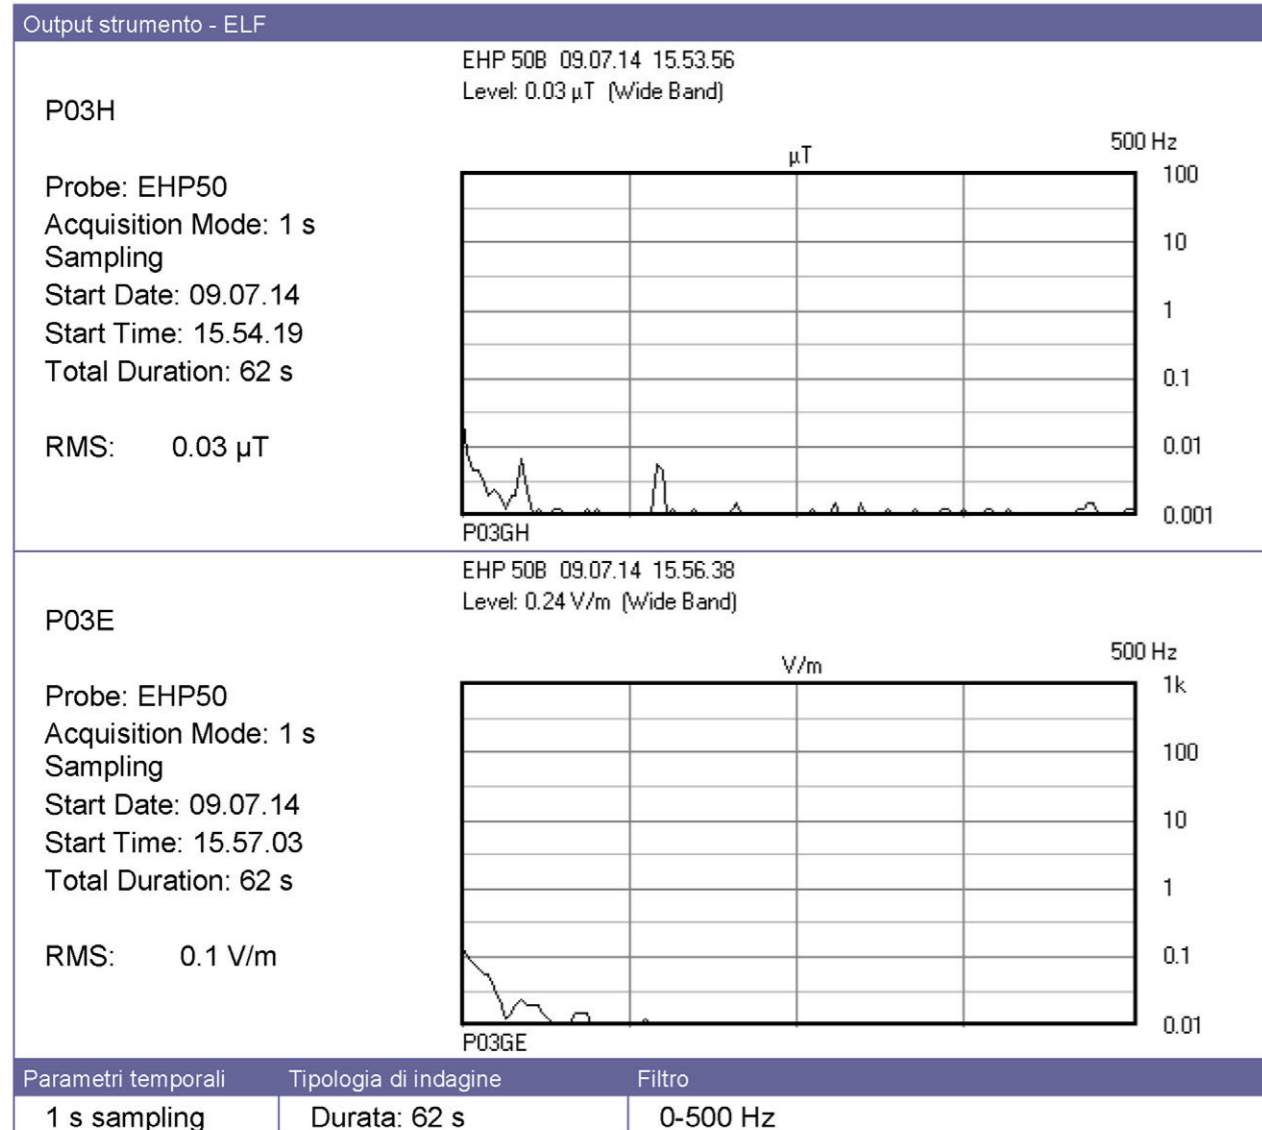 Output strumento - ELF
P03H
Probe: EHP50
Acquisition Mode: 1 s
Sampling
Start Date: 09.07.14
Start Time: 15.54.19
Total Duration: 62 s
RMS: 0.03 µT
EHP 50B 09.07.14 15.53.56
Level: 0.03 µT (Wide Band)
µT
500 Hz
100
10
1
0.1
0.01
0.001
P03GH
P03E
Probe: EHP50
Acquisition Mode: 1 s
Sampling
Start Date: 09.07.14
Start Time: 15.57.03
Total Duration: 62 s
RMS: 0.1 V/m
EHP 50B 09.07.14 15.56.38
Level: 0.24 V/m (Wide Band)
V/m
500 Hz
1k
100
10
1
0.1
0.01
P03GE
Parametri temporali Tipologia di indagine Filtro
1 s sampling Durata: 62 s 0-500 Hz